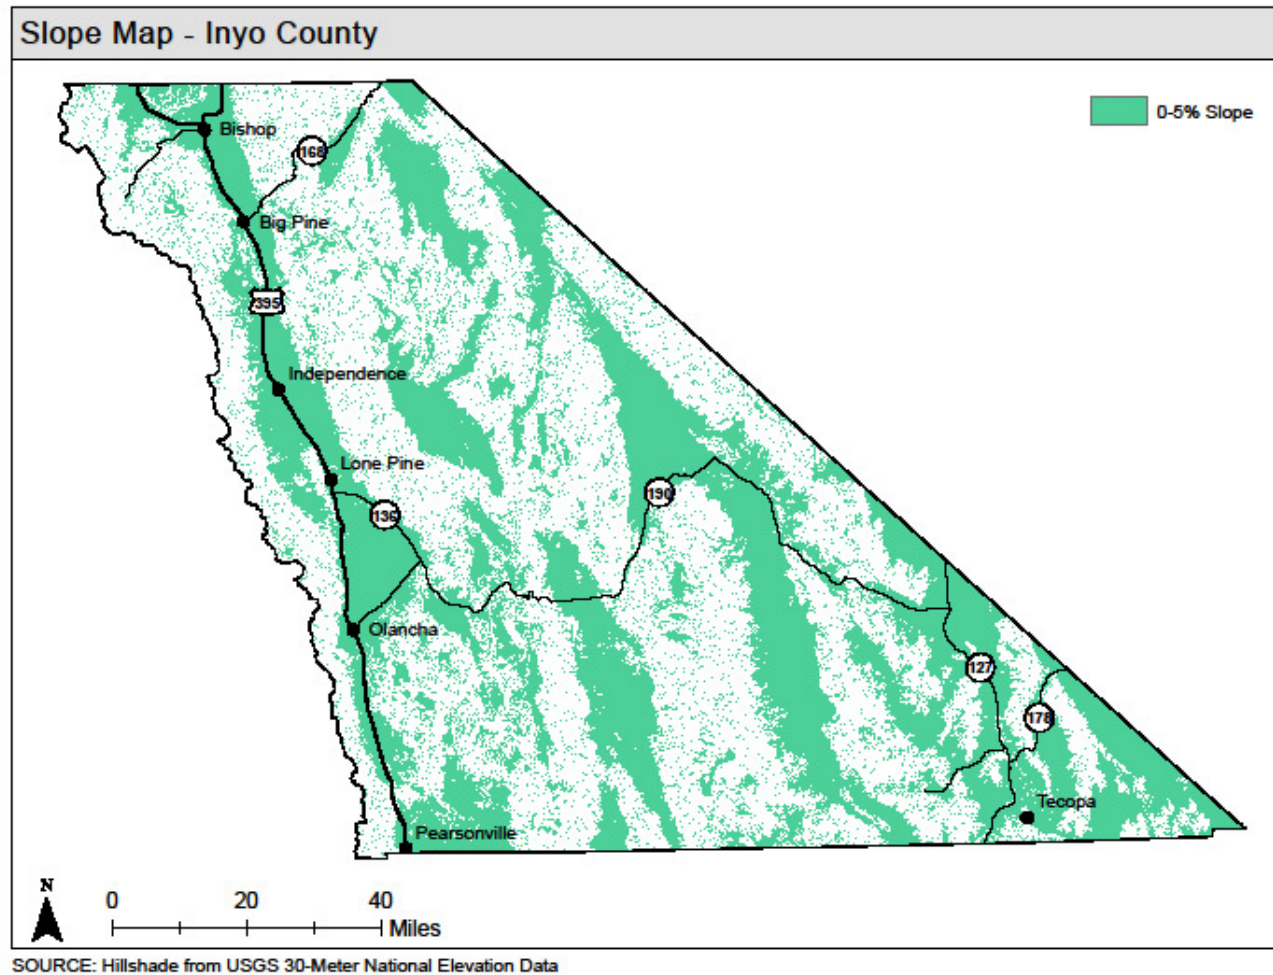 Slope Map - Inyo County
0-5% Slope
Bishop
168
Big Pine
395
Independence
Lone Pine
190
136
Olancha
127
178
Tecopa
Pearsonville
N
0 20 40
Miles
SOURCE: Hillshade from USGS 30-Meter National Elevation Data